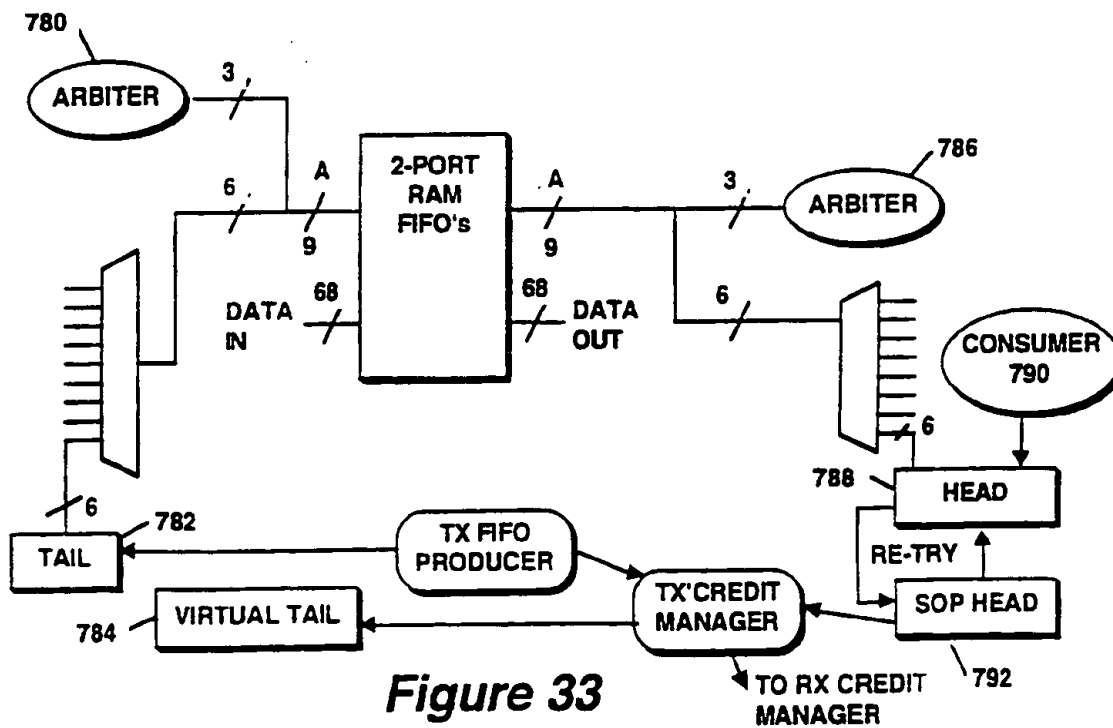 780
ARBITER
3
6
A
9
2-PORT
RAM
FIFO's
A
9
3
786
ARBITER
68
DATA
IN
68
DATA
OUT
6
CONSUMER
790
6
788
HEAD
6
782
TAIL
TX FIFO
PRODUCER
RE-TRY
784
VIRTUAL TAIL
TX'CREDIT
MANAGER
SOP HEAD
792
TO RX CREDIT
MANAGER
Figure 33